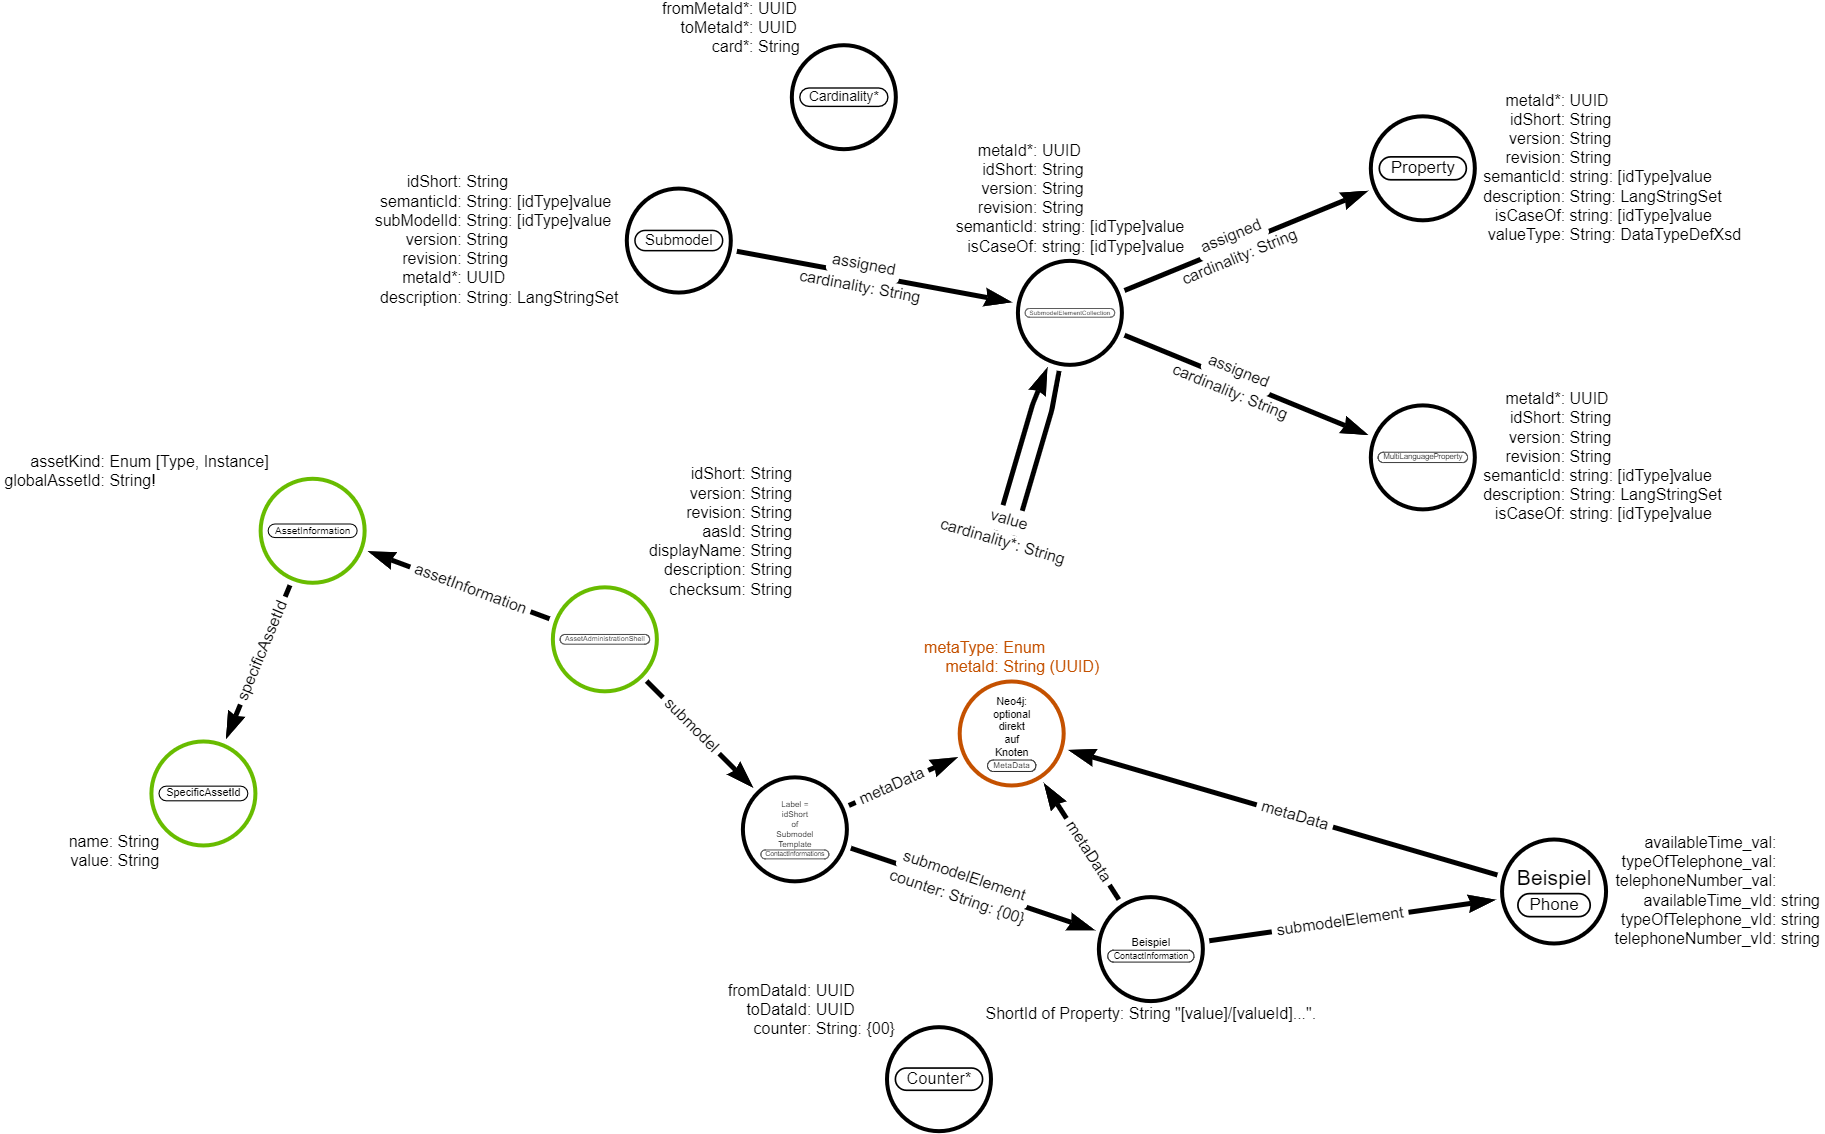 fromMetaId*: UUID
toMetaId*: UUID
card*: String
Cardinality*
idShort: String
semanticId: String: [idType]value
subModelId: String: [idType]value
version: String
revision: String
metaId*: UUID
description: String: LangStringSet
Submodel
assigned
cardinality: String
metaId*: UUID
idShort: String
version: String
revision: String
semanticId: string: [idType]value
isCaseOf: string: [idType]value
SubmodelElementCollection
assigned
cardinality: String
metaId*: UUID
idShort: String
version: String
revision: String
semanticId: string: [idType]value
description: String: LangStringSet
isCaseOf: string: [idType]value
valueType: String: DataTypeDefXsd
Property
assigned
cardinality: String
metaId*: UUID
idShort: String
version: String
revision: String
semanticId: string: [idType]value
description: String: LangStringSet
isCaseOf: string: [idType]value
MultiLanguageProperty
value
cardinality*: String
assetKind: Enum [Type, Instance]
globalAssetId: String!
AssetInformation
assetInformation
specificAssetId
SpecificAssetId
name: String
value: String
idShort: String
version: String
revision: String
aasId: String
displayName: String
description: String
checksum: String
AssetAdministrationShell
submodel
metaType: Enum
metaId: String (UUID)
Neo4j:
optional
direkt
auf
Knoten
MetaData
metaData
Label =
idShort
of
Submodel
Template
ContactInformations
submodelElement
counter: String: {00}
metaData
metaData
Beispiel
ContactInformation
ShortId of Property: String "[value]/[valueId]...".
submodelElement
Beispiel
Phone
availableTime_val:
typeOfTelephone_val:
telephoneNumber_val:
availableTime_vId: string
typeOfTelephone_vId: string
telephoneNumber_vId: string
fromDataId: UUID
toDataId: UUID
counter: String: {00}
Counter*